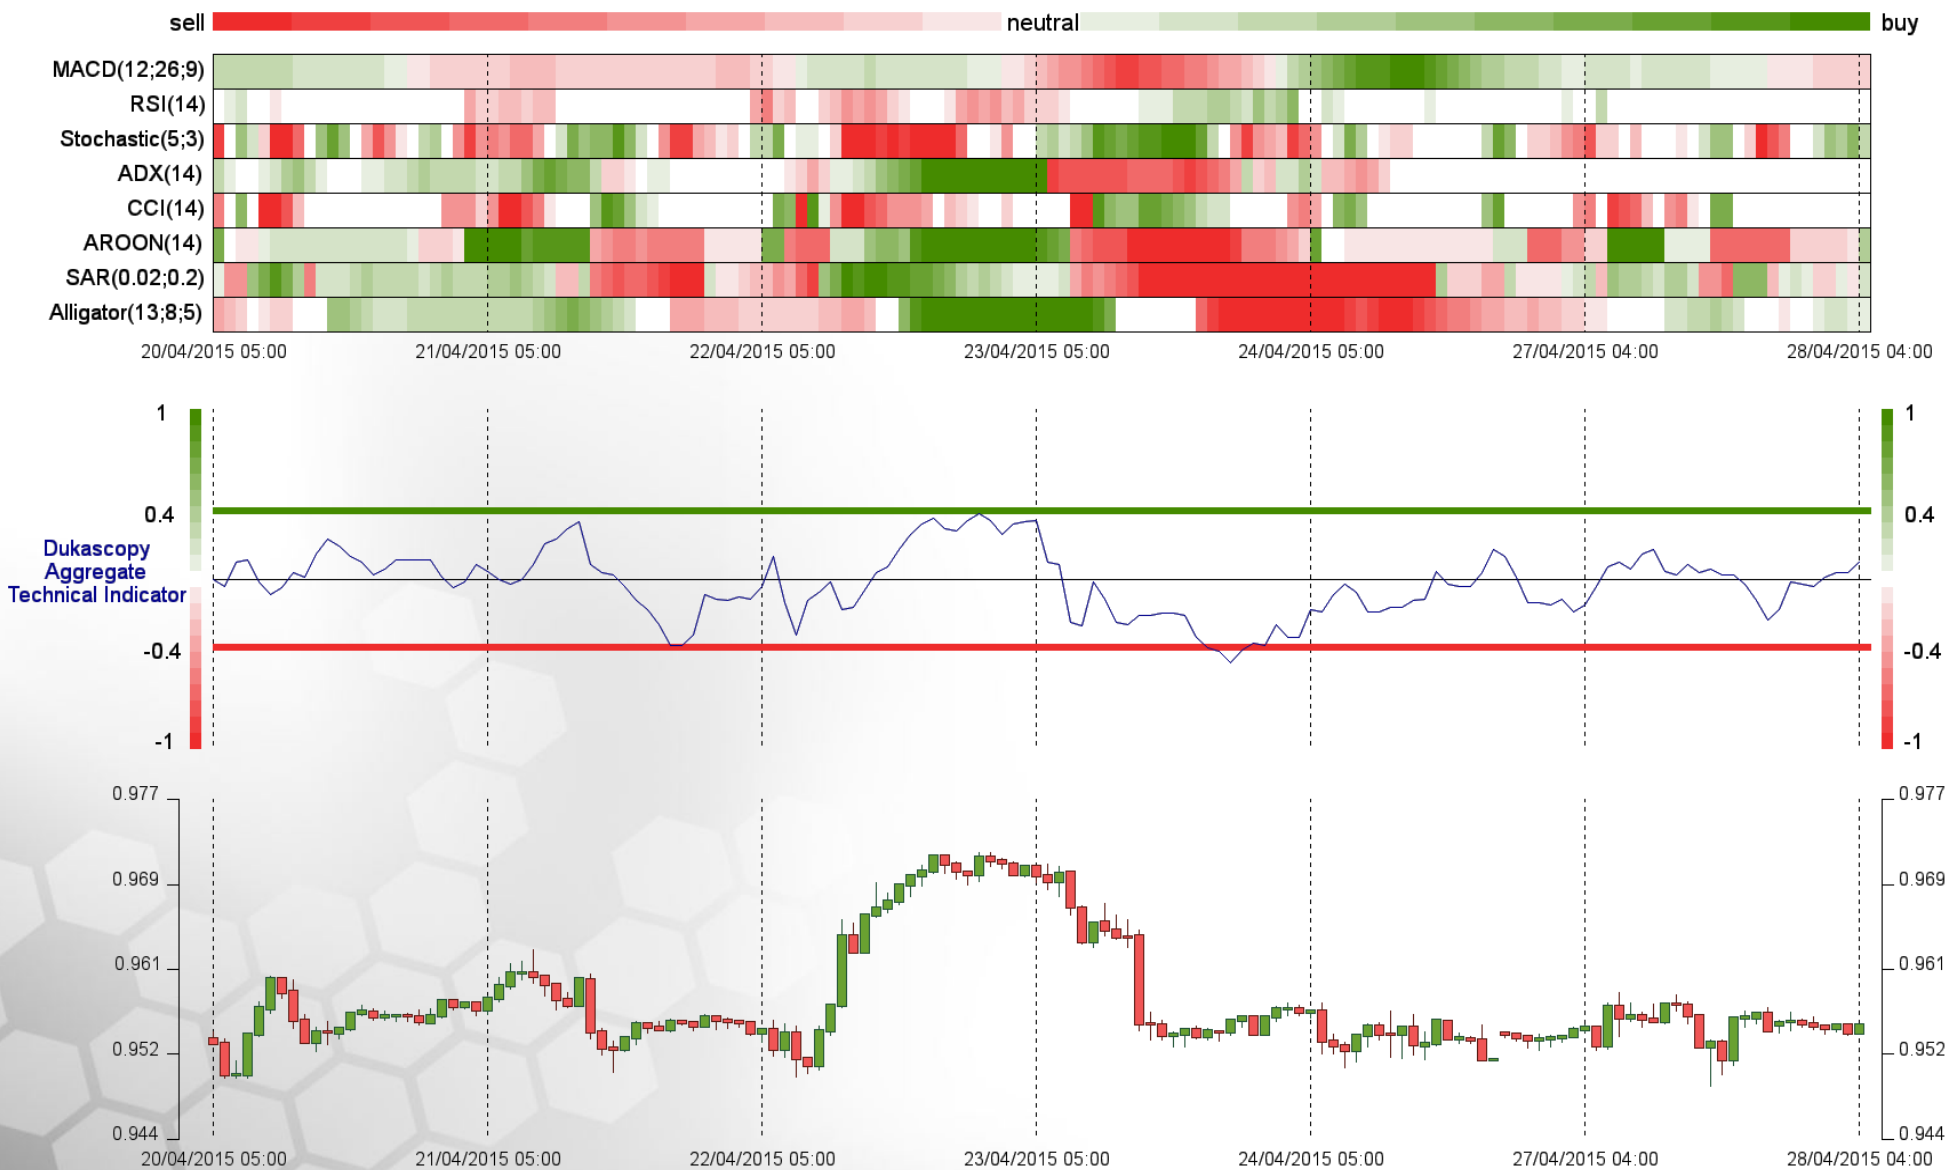 sell neutral buy
MACD(12;26;9)
RSI(14)
Stochastic(5;3)
ADX(14)
CCI(14)
AROON(14)
SAR(0.02;0.2)
Alligator(13;8;5)
20/04/2015 05:00 21/04/2015 05:00 22/04/2015 05:00 23/04/2015 05:00 24/04/2015 05:00 27/04/2015 04:00 28/04/2015 04:00
1 1
0.4 0.4
Dukascopy
Aggregate
Technical Indicator
-0.4 -0.4
-1 -1
0.977 0.977
0.969 0.969
0.961 0.961
0.952 0.952
0.944 0.944
20/04/2015 05:00 21/04/2015 05:00 22/04/2015 05:00 23/04/2015 05:00 24/04/2015 05:00 27/04/2015 04:00 28/04/2015 04:00